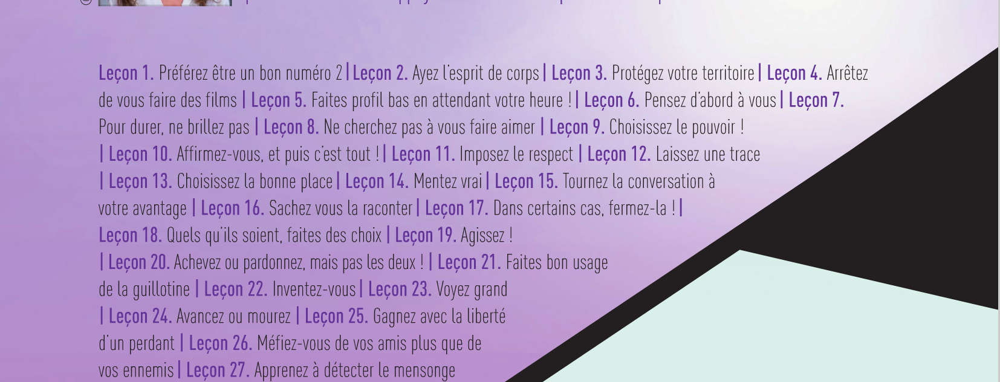 Leçon 1. Préférez être un bon numéro 2 | Leçon 2. Ayez l'esprit de corps | Leçon 3. Protégez votre territoire | Leçon 4. Arrêtez
de vous faire des films | Leçon 5. Faites profil bas en attendant votre heure ! | Leçon 6. Pensez d'abord à vous | Leçon 7.
Pour durer, ne brillez pas | Leçon 8. Ne cherchez pas à vous faire aimer | Leçon 9. Choisissez le pouvoir !
| Leçon 10. Affirmez-vous, et puis c'est tout ! | Leçon 11. Imposez le respect | Leçon 12. Laissez une trace
| Leçon 13. Choisissez la bonne place | Leçon 14. Mentez vrai | Leçon 15. Tournez la conversation à
votre avantage | Leçon 16. Sachez vous la raconter | Leçon 17. Dans certains cas, fermez-la ! |
Leçon 18. Quels qu'ils soient, faites des choix | Leçon 19. Agissez !
| Leçon 20. Achevez ou pardonnez, mais pas les deux ! | Leçon 21. Faites bon usage
de la guillotine | Leçon 22. Inventez-vous | Leçon 23. Voyez grand
| Leçon 24. Avancez ou mourez | Leçon 25. Gagnez avec la liberté
d'un perdant | Leçon 26. Méfiez-vous de vos amis plus que de
vos ennemis | Leçon 27. Apprenez à détecter le mensonge